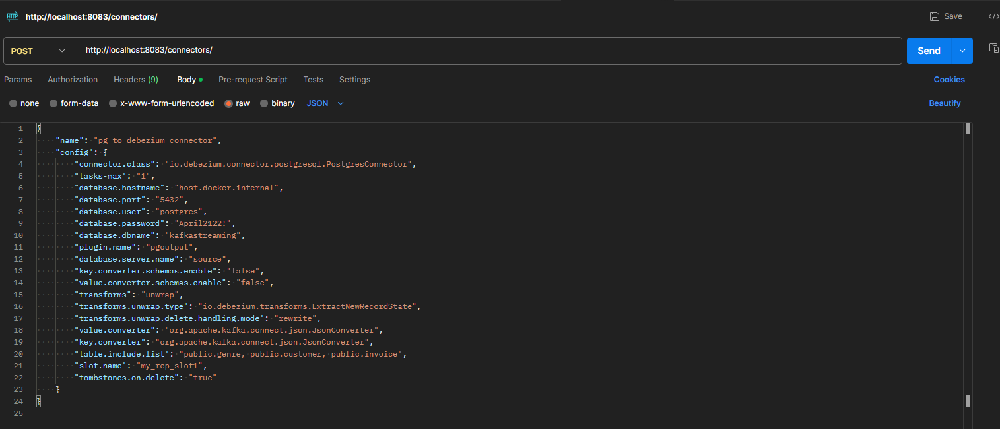 HTTP http://localhost:8083/connectors/ Save </>
POST http://localhost:8083/connectors/ Send
Params Authorization Headers (9) Body Pre-request Script Tests Settings Cookies
none form-data x-www-form-urlencoded raw binary JSON Beautify
1 {
2 "name": "pg_to_debezium_connector",
3 "config": {
4 "connector.class": "io.debezium.connector.postgresql.PostgresConnector",
5 "tasks-max": "1",
6 "database.hostname": "host.docker.internal",
7 "database.port": "5432",
8 "database.user": "postgres",
9 "database.password": "April2122!",
10 "database.dbname": "kafkastreaming",
11 "plugin.name": "pgoutput",
12 "database.server.name": "source",
13 "key.converter.schemas.enable": "false",
14 "value.converter.schemas.enable": "false",
15 "transforms": "unwrap",
16 "transforms.unwrap.type": "io.debezium.transforms.ExtractNewRecordState",
17 "transforms.unwrap.delete.handling.mode": "rewrite",
18 "value.converter": "org.apache.kafka.connect.json.JsonConverter",
19 "key.converter": "org.apache.kafka.connect.json.JsonConverter",
20 "table.include.list": "public.genre, public.customer, public.invoice",
21 "slot.name": "my_rep_slot1",
22 "tombstones.on.delete": "true"
23 }
24 }
25